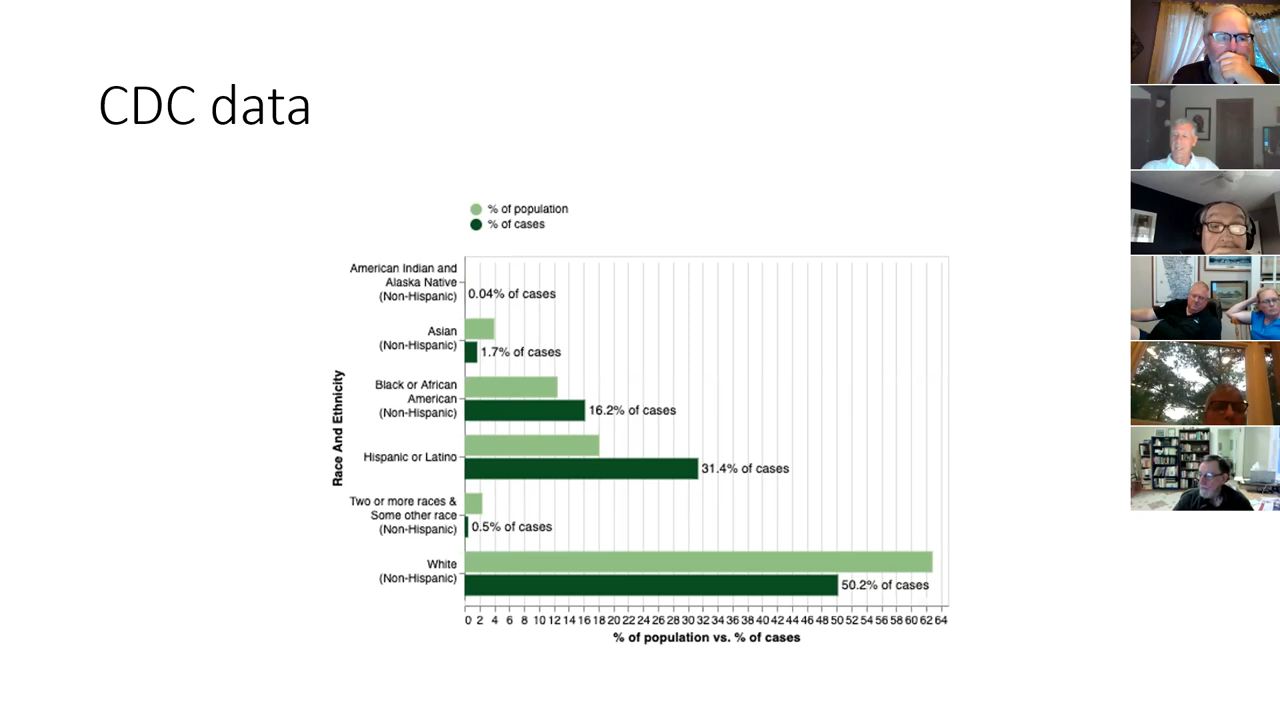 CDC data
% of population
% of cases
American Indian and
Alaska Native
(Non-Hispanic)
0.04% of cases
Asian
(Non-Hispanic)
1.7% of cases
Black or African
American
(Non-Hispanic)
16.2% of cases
Hispanic or Latino
31.4% of cases
Two or more races &
Some other race
(Non-Hispanic)
0.5% of cases
White
(Non-Hispanic)
50.2% of cases
Race And Ethnicity
0 2 4 6 8 10 12 14 16 18 20 22 24 26 28 30 32 34 36 38 40 42 44 46 48 50 52 54 56 58 60 62 64
% of population vs. % of cases